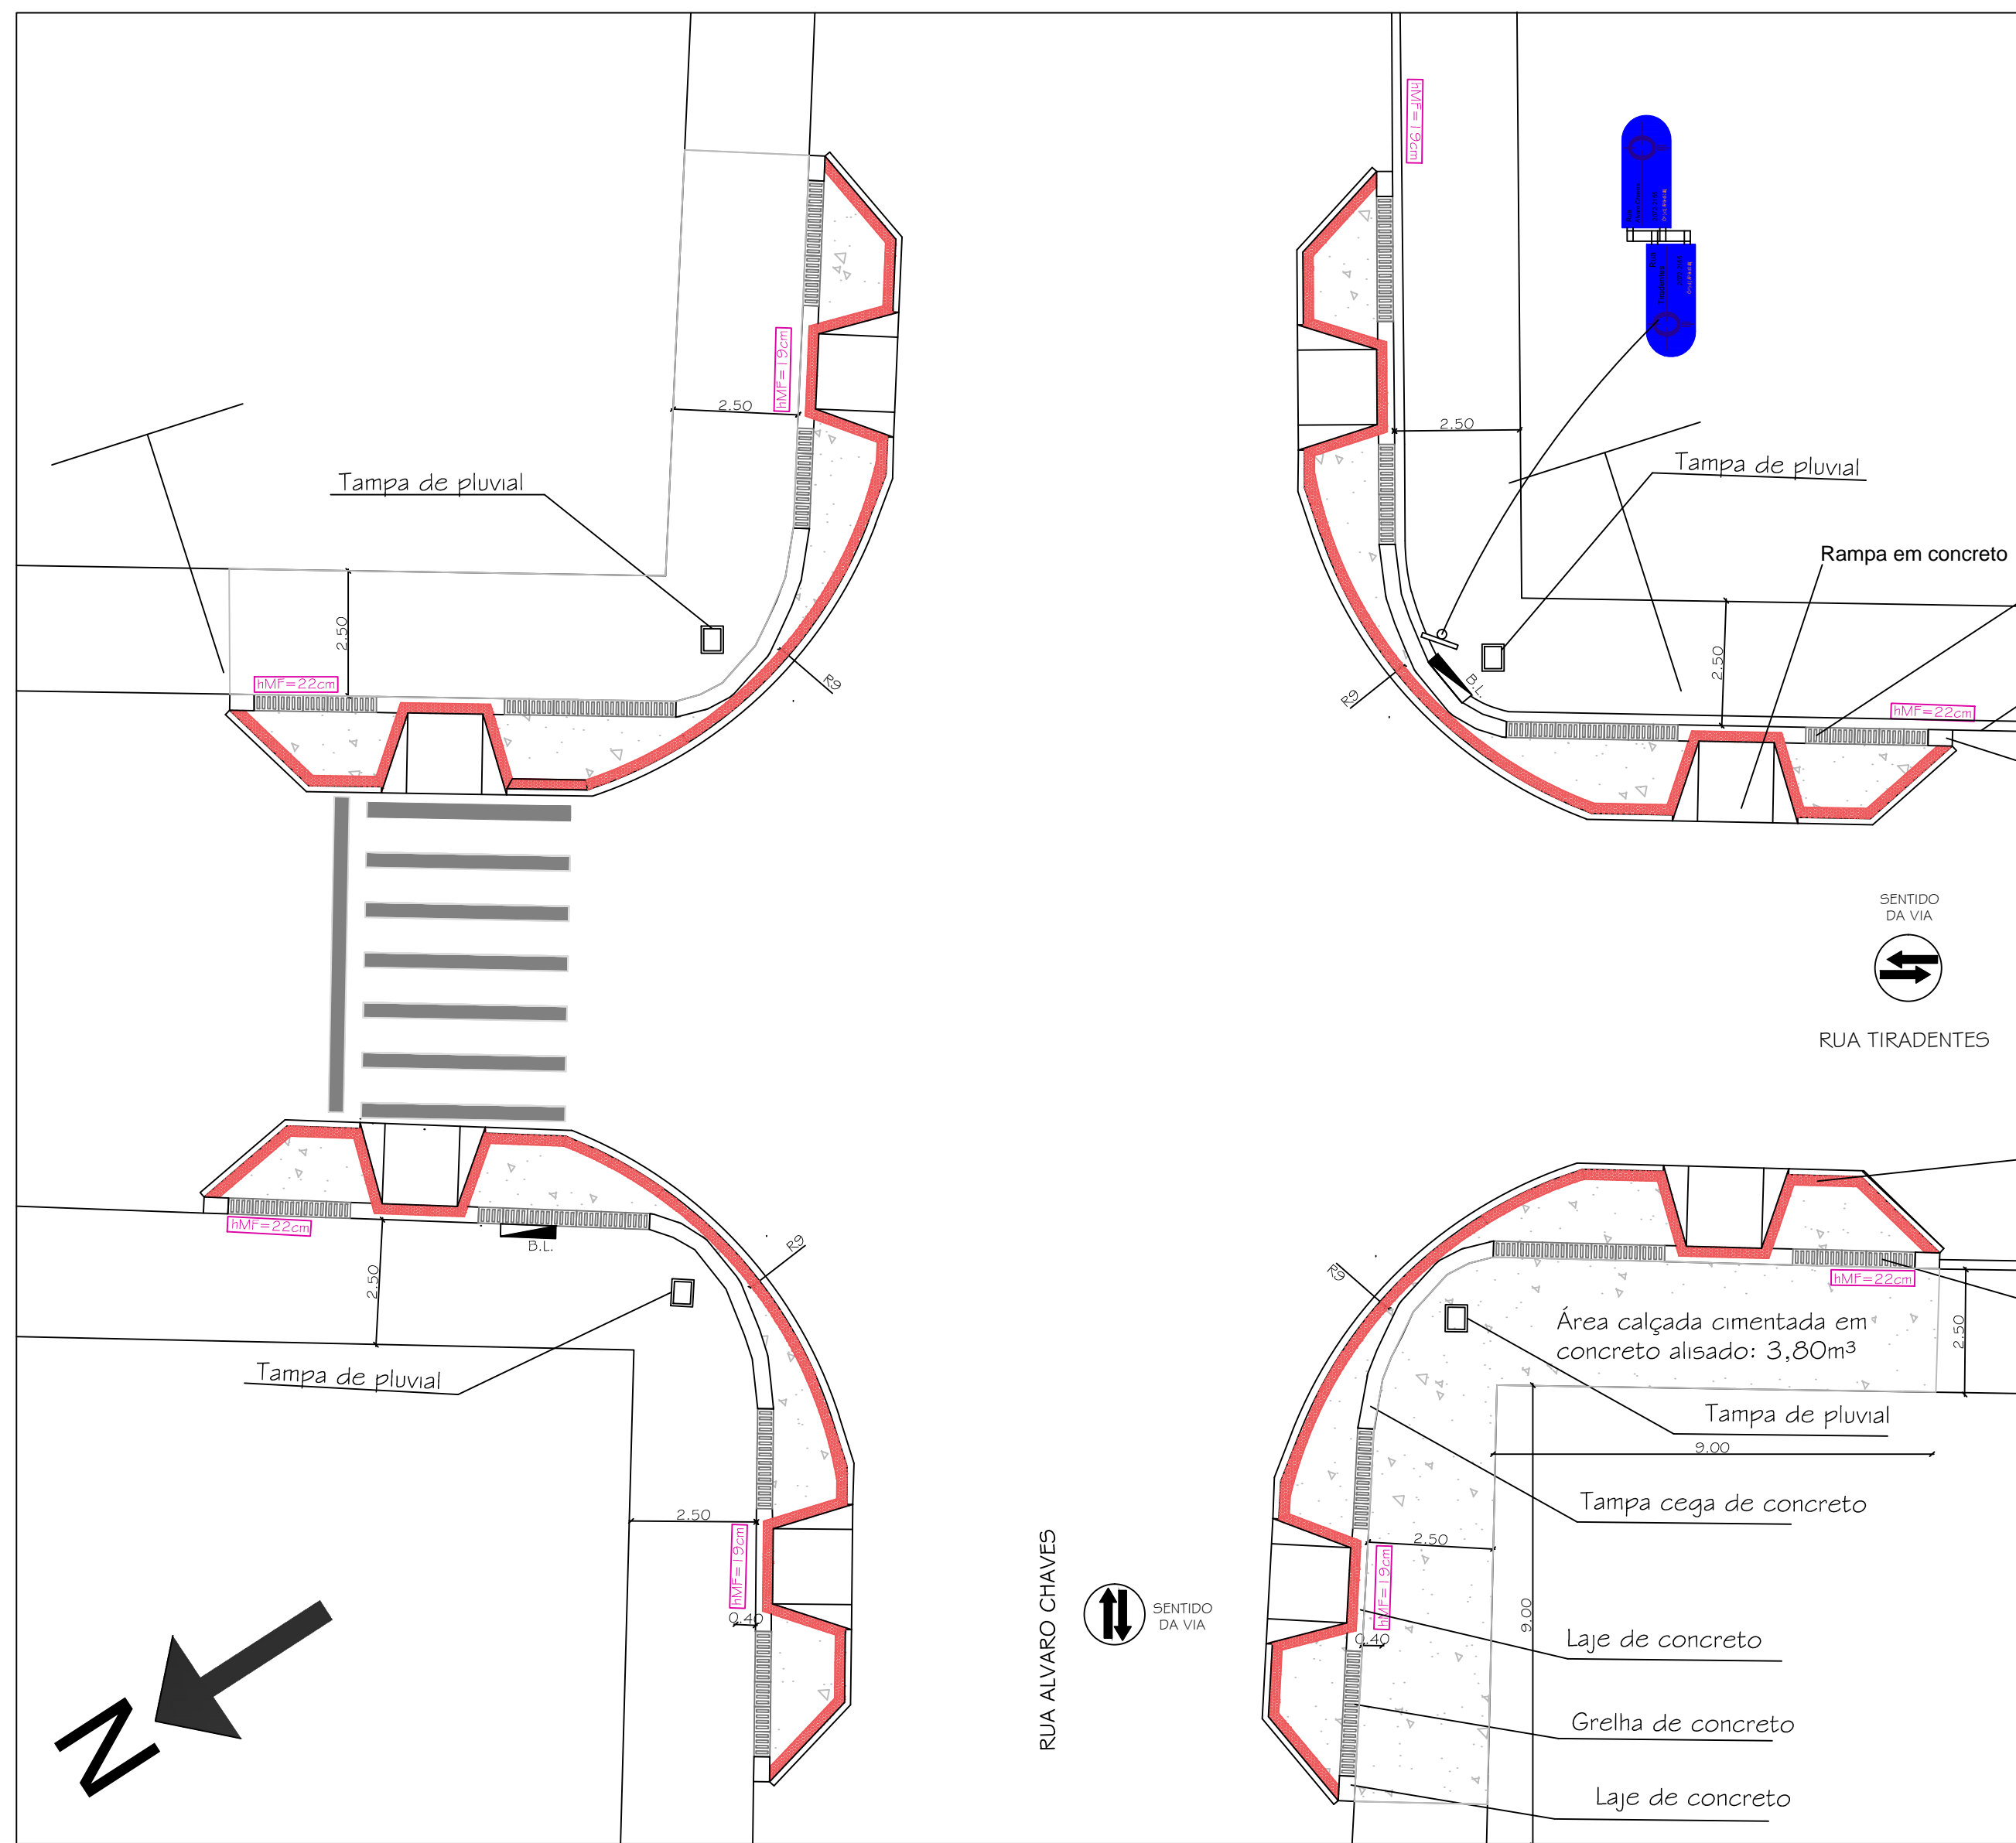 hMF=19cm
hMF=19cm
2.50
2.50
Tampa de pluvial
Tampa de pluvial
Rampa em concreto
2.50
2.50
hMF=22cm
R9
R9
B.L.
hMF=22cm
SENTIDO
DA VIA
RUA TIRADENTES
hMF=22cm
B.L.
R9
R9
2.50
hMF=22cm
2.50
Área calçada cimentada em
concreto alisado: 3,80m³
Tampa de pluvial
Tampa de pluvial
9.00
2.50
hMF=19cm
0.40
Tampa cega de concreto
2.50
hMF=19cm
0.40
9.00
RUA ALVARO CHAVES
SENTIDO
DA VIA
Laje de concreto
Grelha de concreto
Laje de concreto
N